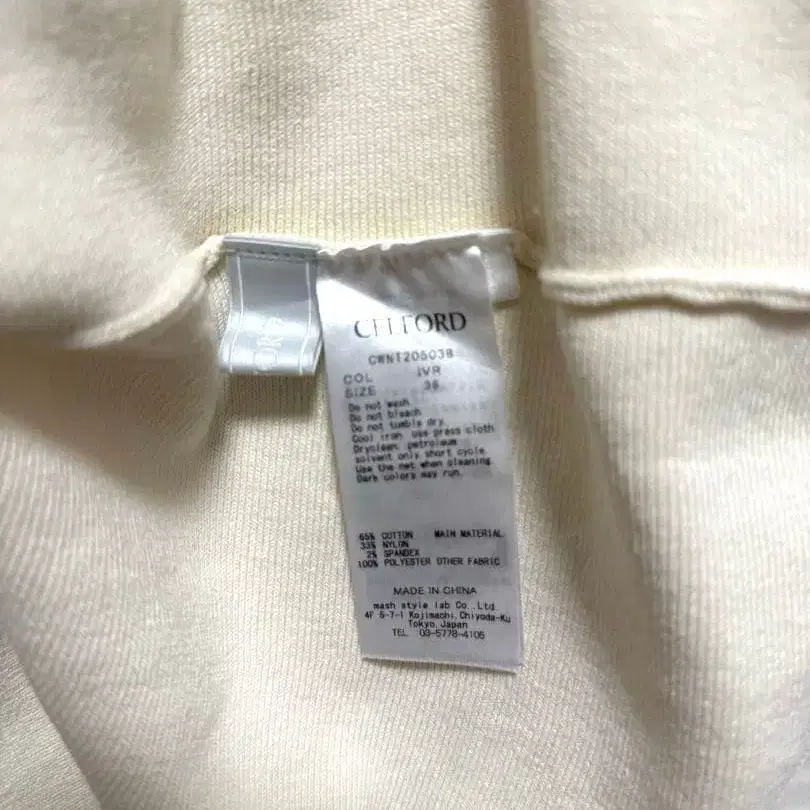 CELFORD
CWNT205038
COL IVR
SIZE 38
Do not wash
Do not bleach
Do not tumble dry.
Cool iron, use press cloth
Dryclean, petroleum
solvent only short cycle.
Use the net when cleaning.
Dark colors may run.
65% COTTON MAIN MATERIAL
33% NYLON
2% SPANDEX
100% POLYESTER OTHER FABRIC
MADE IN CHINA
mash style lab Co.,Ltd.
4F 5-7-1 Kojimachi,Chiyoda-Ku
Tokyo,Japan
TEL 03-5778-4105